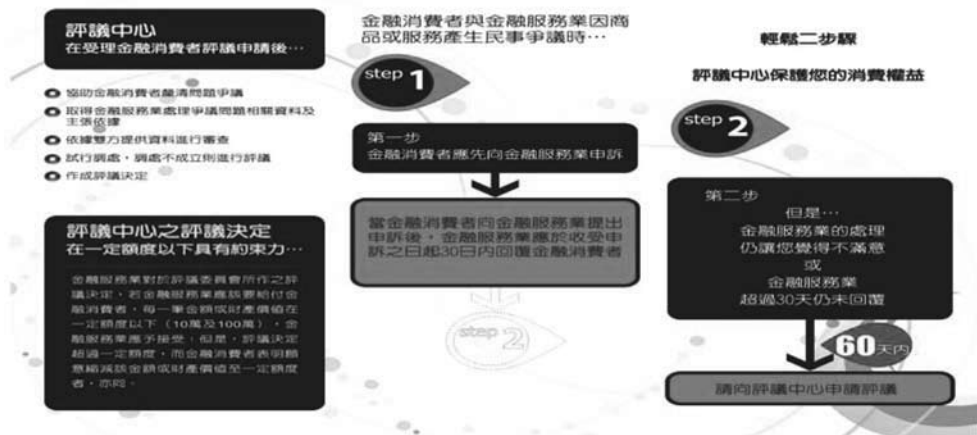 評議中心
在受理金融消費者評議申請後…
協助金融消費者釐清問題爭議
取得金融服務業處理爭議問題相關資料及
主張依據
依據雙方提供資料進行審查
試行調處，調處不成立則進行評議
作成評議決定
評議中心之評議決定
在一定額度以下具有約束力…
金融服務業對於評議委員會所作之評
議決定，若金融服務業應該要給付金
融消費者，每一筆金額或財產價值在
一定額度以下（10萬及100萬），金
融服務業應予接受；但是，評議決定
超過一定額度，而金融消費者表明願
意縮減該金額或財產價值至一定額度
者，亦同。
金融消費者與金融服務業因商
品或服務產生民事爭議時…
step 1
第一步
金融消費者應先向金融服務業申訴
當金融消費者向金融服務業提出
申訴後，金融服務業應於收受申
訴之日起30日內回覆金融消費者
step 2
輕鬆二步驟
評議中心保護您的消費權益
step 2
第二步
但是…
金融服務業的處理
仍讓您覺得不滿意
或
金融服務業
超過30天仍未回覆
60天內
請向評議中心申請評議